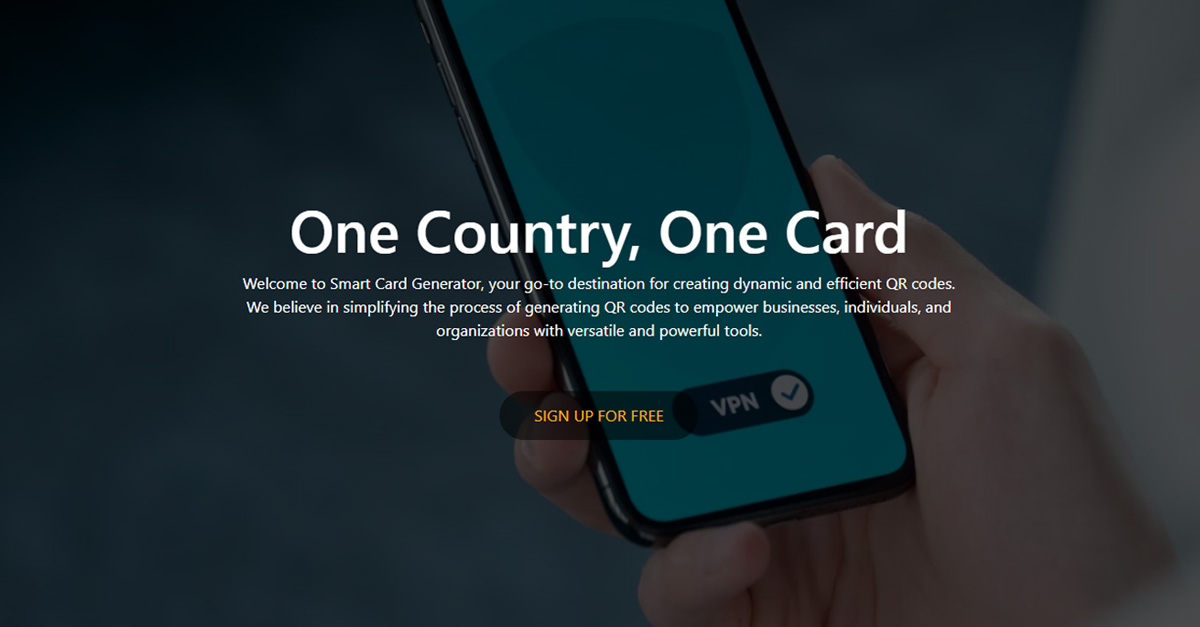 One Country, One Card
Welcome to Smart Card Generator, your go-to destination for creating dynamic and efficient QR codes.
We believe in simplifying the process of generating QR codes to empower businesses, individuals, and
organizations with versatile and powerful tools.
SIGN UP FOR FREE
VPN